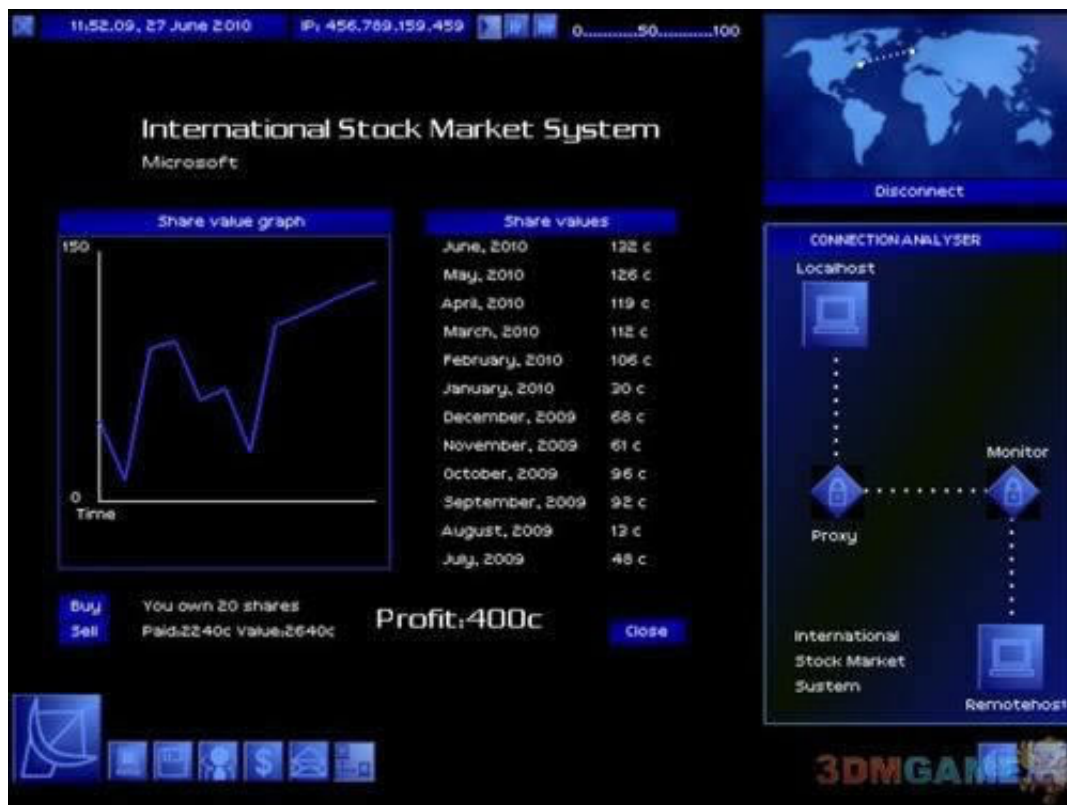 11:52.09, 27 June 2010
IP: 456.789.159.459
0............50............100
International Stock Market System
Microsoft
Disconnect
Share value graph
150
0
Time
Share values
June, 2010 132 c
May, 2010 126 c
April, 2010 119 c
March, 2010 112 c
February, 2010 106 c
January, 2010 30 c
December, 2009 68 c
November, 2009 61 c
October, 2009 96 c
September, 2009 92 c
August, 2009 13 c
July, 2009 48 c
CONNECTION ANALYSER
Localhost
Monitor
Proxy
International
Stock Market
System
Remotehost
Buy
You own 20 shares
Sell
Paid:2240c Value:2640c
Profit:400c
Close
3DMGAME